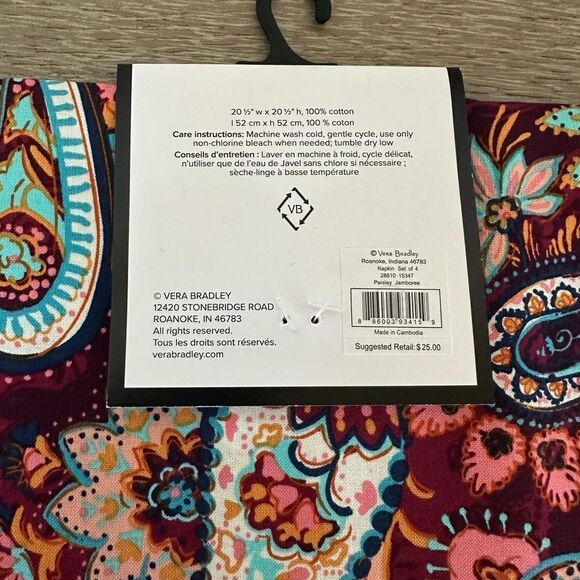 20 ½" w x 20 ½" h, 100% cotton
l 52 cm x h 52 cm, 100 % coton
Care instructions: Machine wash cold, gentle cycle, use only
non-chlorine bleach when needed; tumble dry low
Conseils d'entretien : Laver en machine à froid, cycle délicat,
n'utiliser que de l'eau de Javel sans chlore si nécessaire ;
sèche-linge à basse température
VB
© Vera Bradley
Roanoke, Indiana 46783
Napkin Set of 4
28610 15347
Paisley Jamboree
8 86003 93415 9
Made in Cambodia
Suggested Retail: $25.00
© VERA BRADLEY
12420 STONEBRIDGE ROAD
ROANOKE, IN 46783
All rights reserved.
Tous les droits sont réservés.
verabradley.com